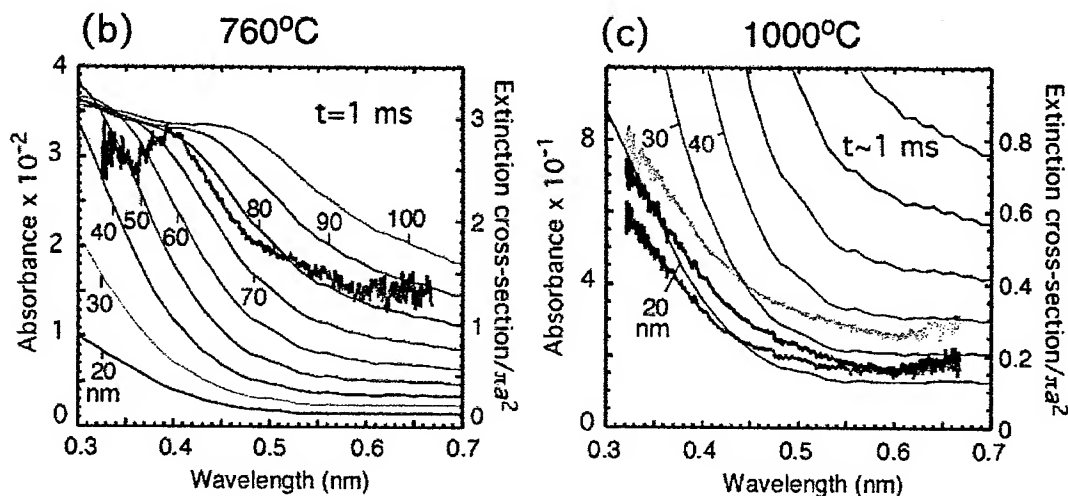 (b) 760°C
4
3
2
1
0
Absorbance x 10⁻²
t=1 ms
40
50
60
80
90
100
30
70
20
nm
3
2
1
0
Extinction cross-section/πa²
0.3 0.4 0.5 0.6 0.7
Wavelength (nm)
(c) 1000°C
8
4
0
Absorbance x 10⁻¹
30
40
t~1 ms
20
nm
0.8
0.6
0.4
0.2
0
Extinction cross-section/πa²
0.3 0.4 0.5 0.6 0.7
Wavelength (nm)